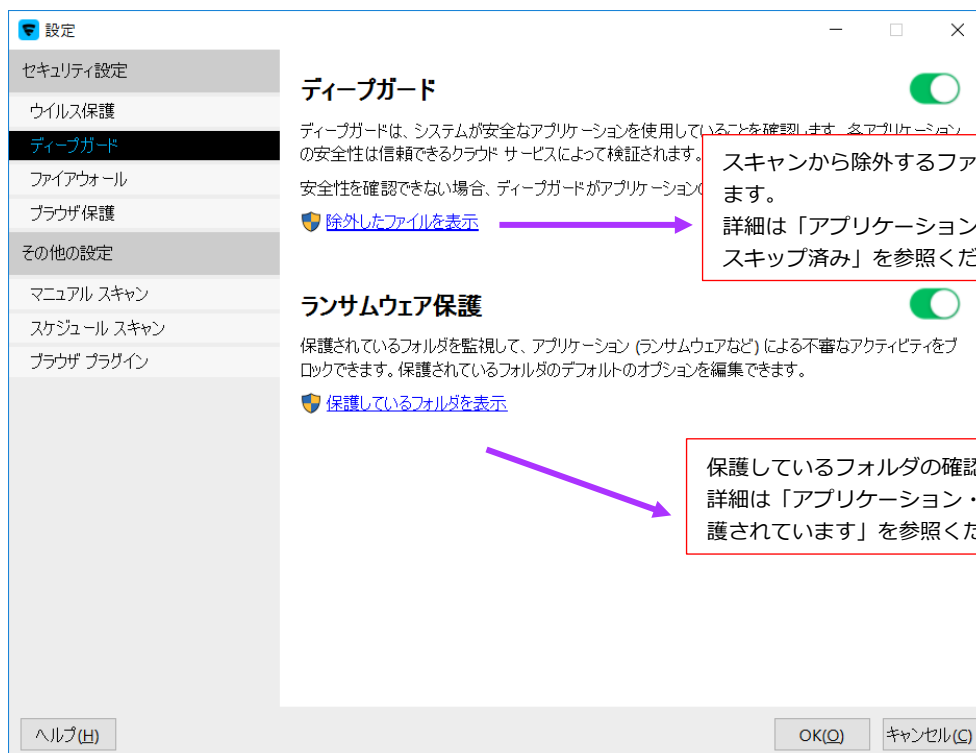 設定
セキュリティ設定
ウイルス保護
ディープガード
ファイアウォール
ブラウザ保護
その他の設定
マニュアル スキャン
スケジュール スキャン
ブラウザ プラグイン
ディープガード
ディープガードは、システムが安全なアプリケーションを使用していることを確認します。各アプリケーション
の安全性は信頼できるクラウド サービスによって検証されます。
安全性を確認できない場合、ディープガードがアプリケーション
除外したファイルを表示
スキャンから除外するファ
ます。
詳細は「アプリケーション
スキップ済み」を参照くだ
ランサムウェア保護
保護されているフォルダを監視して、アプリケーション (ランサムウェアなど) による不審なアクティビティをブ
ロックできます。保護されているフォルダのデフォルトのオプションを編集できます。
保護しているフォルダを表示
保護しているフォルダの確認
詳細は「アプリケーション・
護されています」を参照くだ
ヘルプ(H)
OK(O)
キャンセル(C)